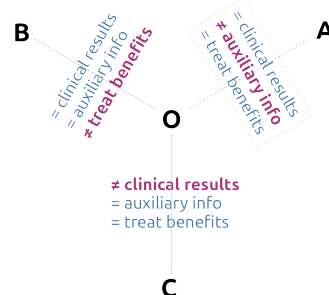 B
= clinical results
= auxiliary info
≠ treat benefits
A
= clinical results
≠ auxiliary info
= treat benefits
O
≠ clinical results
= auxiliary info
= treat benefits
C